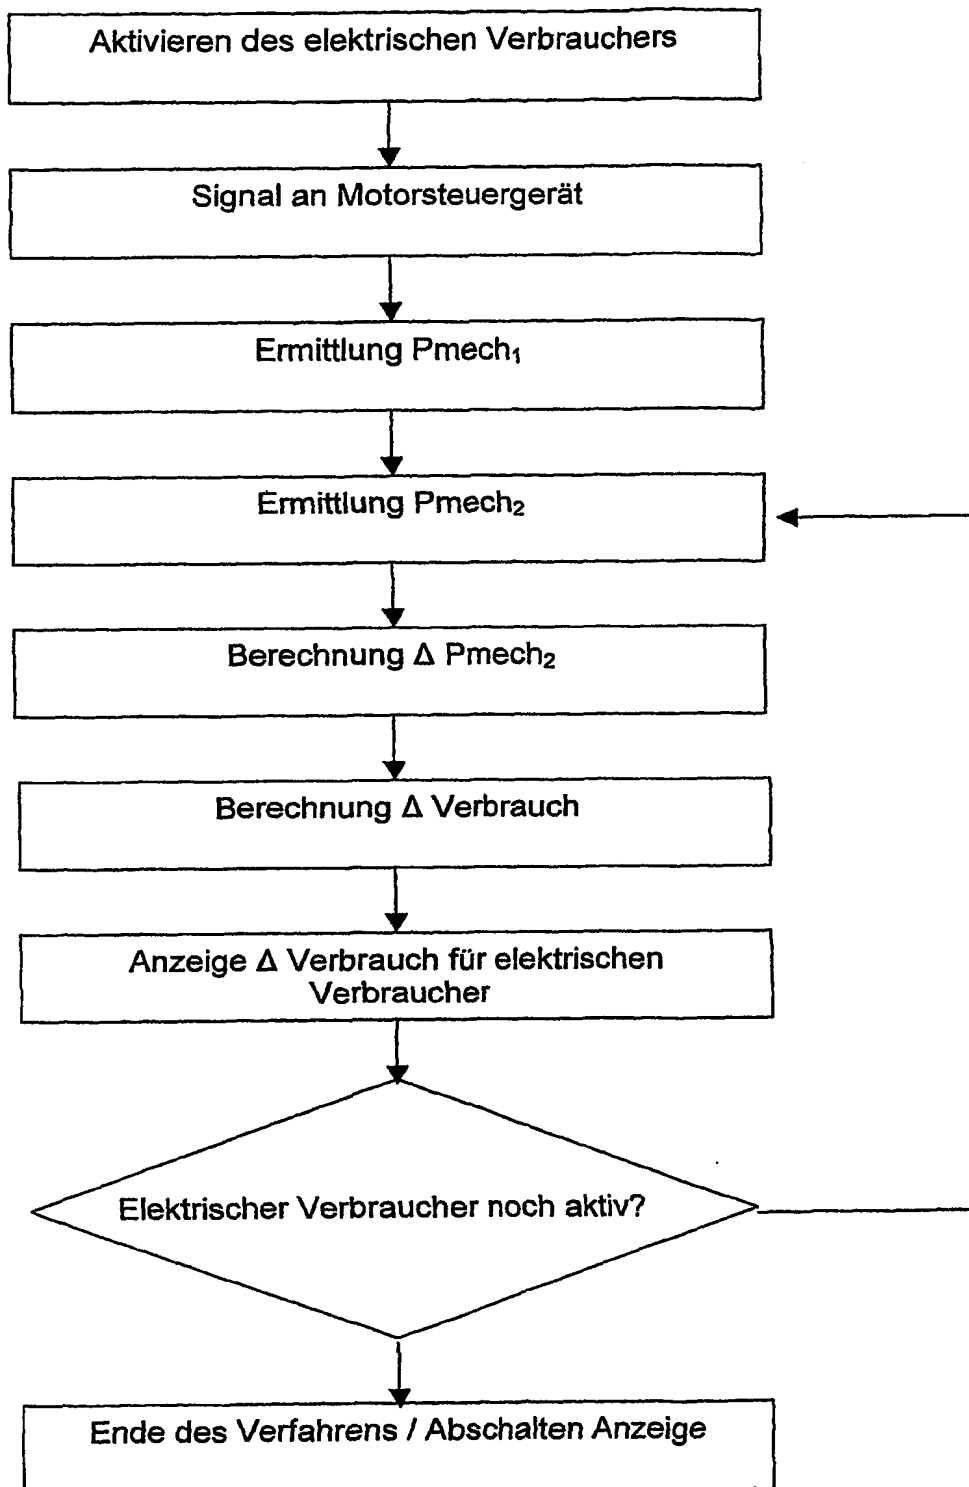 Aktivieren des elektrischen Verbrauchers
Signal an Motorsteuergerät
Ermittlung Pmech₁
Ermittlung Pmech₂
Berechnung Δ Pmech₂
Berechnung Δ Verbrauch
Anzeige Δ Verbrauch für elektrischen
Verbraucher
Elektrischer Verbraucher noch aktiv?
Ende des Verfahrens / Abschalten Anzeige